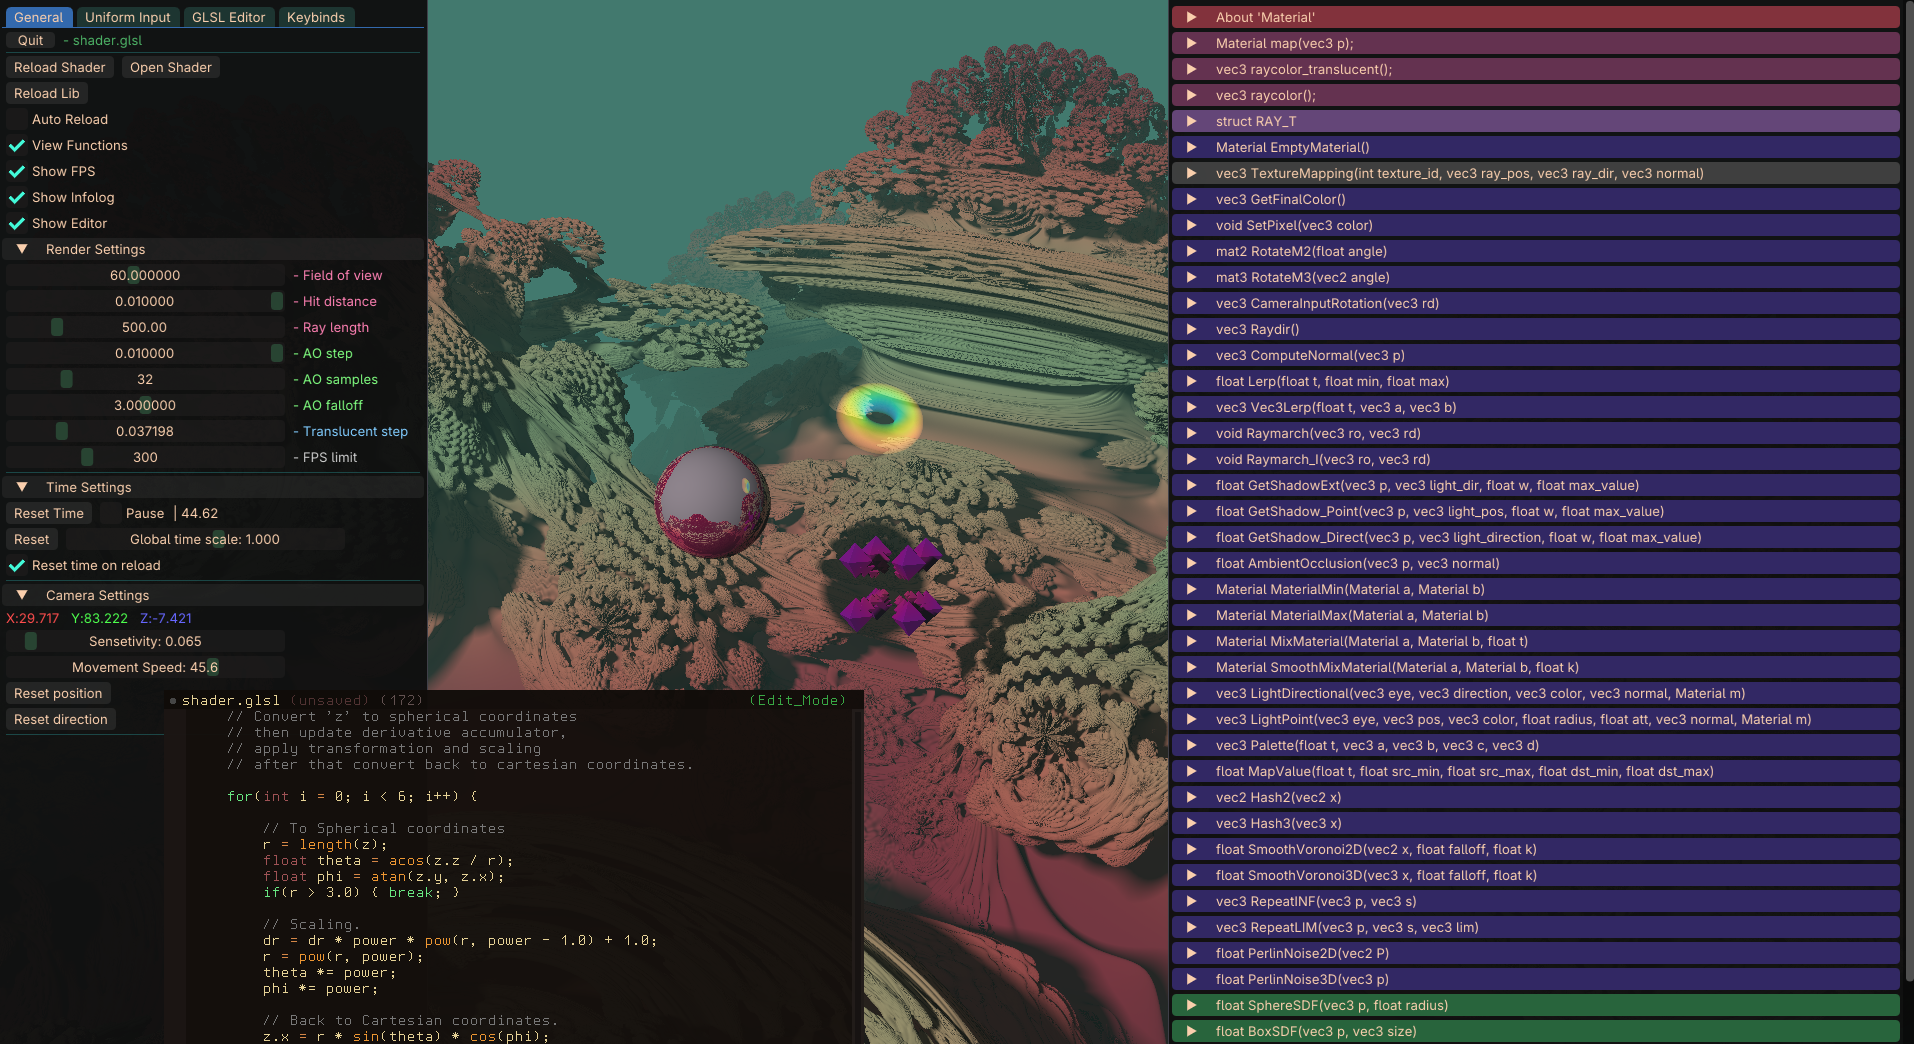 General Uniform Input GLSL Editor Keybinds
Quit - shader.glsl
Reload Shader Open Shader
Reload Lib
Auto Reload
View Functions
Show FPS
Show Infolog
Show Editor
Render Settings
60.000000 - Field of view
0.010000 - Hit distance
500.00 - Ray length
0.010000 - AO step
32 - AO samples
3.000000 - AO falloff
0.037198 - Translucent step
300 - FPS limit
Time Settings
Reset Time Pause | 44.62
Reset Global time scale: 1.000
Reset time on reload
Camera Settings
X:29.717 Y:83.222 Z:-7.421
Sensetivity: 0.065
Movement Speed: 45.6
Reset position
Reset direction
shader.glsl (unsaved) (172) (Edit_Mode)
// Convert 'z' to spherical coordinates
// then update derivative accumulator,
// apply transformation and scaling
// after that convert back to cartesian coordinates.
for(int i = 0; i < 6; i++) {
// To Spherical coordinates
r = length(z);
float theta = acos(z.z / r);
float phi = atan(z.y, z.x);
if(r > 3.0) { break; }
// Scaling.
dr = dr * power * pow(r, power - 1.0) + 1.0;
r = pow(r, power);
theta *= power;
phi *= power;
// Back to Cartesian coordinates.
z.x = r * sin(theta) * cos(phi);
About 'Material'
Material map(vec3 p);
vec3 raycolor_translucent();
vec3 raycolor();
struct RAY_T
Material EmptyMaterial()
vec3 TextureMapping(int texture_id, vec3 ray_pos, vec3 ray_dir, vec3 normal)
vec3 GetFinalColor()
void SetPixel(vec3 color)
mat2 RotateM2(float angle)
mat3 RotateM3(vec2 angle)
vec3 CameraInputRotation(vec3 rd)
vec3 Raydir()
vec3 ComputeNormal(vec3 p)
float Lerp(float t, float min, float max)
vec3 Vec3Lerp(float t, vec3 a, vec3 b)
void Raymarch(vec3 ro, vec3 rd)
void Raymarch_I(vec3 ro, vec3 rd)
float GetShadowExt(vec3 p, vec3 light_dir, float w, float max_value)
float GetShadow_Point(vec3 p, vec3 light_pos, float w, float max_value)
float GetShadow_Direct(vec3 p, vec3 light_direction, float w, float max_value)
float AmbientOcclusion(vec3 p, vec3 normal)
Material MaterialMin(Material a, Material b)
Material MaterialMax(Material a, Material b)
Material MixMaterial(Material a, Material b, float t)
Material SmoothMixMaterial(Material a, Material b, float k)
vec3 LightDirectional(vec3 eye, vec3 direction, vec3 color, vec3 normal, Material m)
vec3 LightPoint(vec3 eye, vec3 pos, vec3 color, float radius, float att, vec3 normal, Material m)
vec3 Palette(float t, vec3 a, vec3 b, vec3 c, vec3 d)
float MapValue(float t, float src_min, float src_max, float dst_min, float dst_max)
vec2 Hash2(vec2 x)
vec3 Hash3(vec3 x)
float SmoothVoronoi2D(vec2 x, float falloff, float k)
float SmoothVoronoi3D(vec3 x, float falloff, float k)
vec3 RepeatINF(vec3 p, vec3 s)
vec3 RepeatLIM(vec3 p, vec3 s, vec3 lim)
float PerlinNoise2D(vec2 P)
float PerlinNoise3D(vec3 p)
float SphereSDF(vec3 p, float radius)
float BoxSDF(vec3 p, vec3 size)